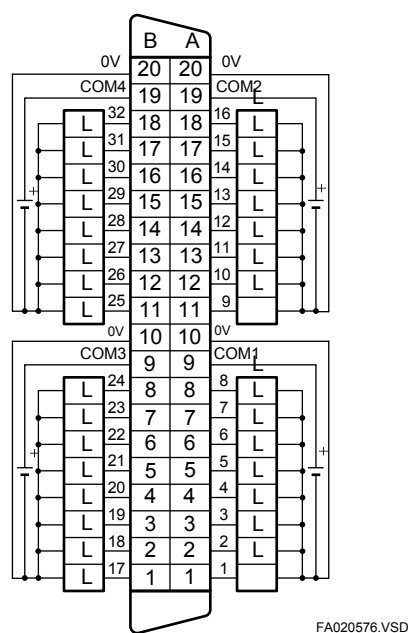 B A
0V 20 20 0V
COM4 19 19 COM2
L
L 32 18 18 16 L
L 31 17 17 15 L
L 30 16 16 14 L
L 29 15 15 13 L
+ +
L 28 14 14 12 L
L 27 13 13 11 L
L 26 12 12 10 L
L 25 11 11 9
0V 10 10 0V
COM3 9 9 COM1
L
L 24 8 8 8 L
L 23 7 7 7 L
L 22 6 6 6 L
+ +
L 21 5 5 5 L
L 20 4 4 4 L
L 19 3 3 3 L
L 18 2 2 2 L
L 17 1 1 1
FA020576.VSD